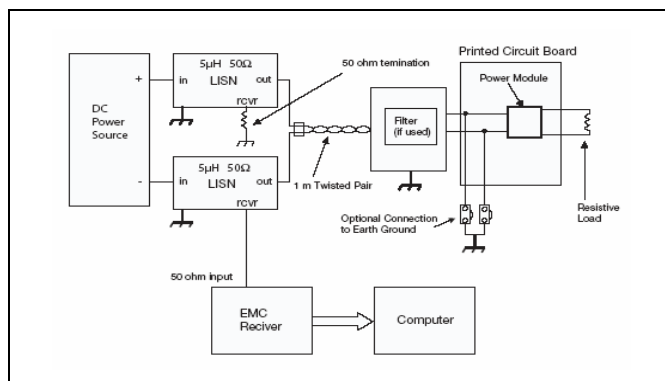 50 ohm temination
Printed Circuit Board
5µH 50Ω
LISN
in
out
rcvr
Power Module
+
DC
Power
Source
-
Filter
(if used)
5µH 50Ω
LISN
in
out
rcvr
1 m Twisted Pair
Optional Connection
to Earth Ground
Resistive
Load
50 ohm input
EMC
Reciver
Computer